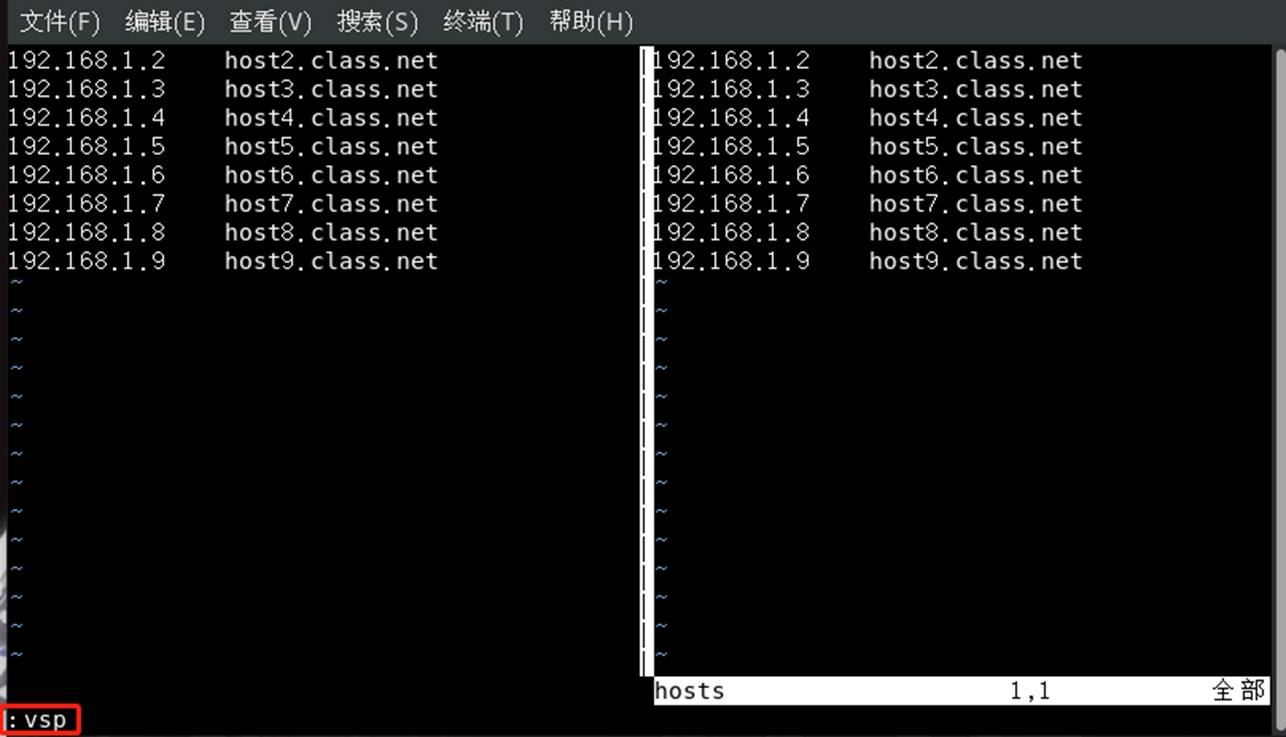 文件(F) 编辑(E) 查看(V) 搜索(S) 终端(T) 帮助(H)
192.168.1.2 host2.class.net
192.168.1.3 host3.class.net
192.168.1.4 host4.class.net
192.168.1.5 host5.class.net
192.168.1.6 host6.class.net
192.168.1.7 host7.class.net
192.168.1.8 host8.class.net
192.168.1.9 host9.class.net
~
~
~
~
~
~
~
~
~
~
~
~
~
~
192.168.1.2 host2.class.net
192.168.1.3 host3.class.net
192.168.1.4 host4.class.net
192.168.1.5 host5.class.net
192.168.1.6 host6.class.net
192.168.1.7 host7.class.net
192.168.1.8 host8.class.net
192.168.1.9 host9.class.net
~
~
~
~
~
~
~
~
~
~
~
~
~
~
hosts 1,1 全部
:vsp